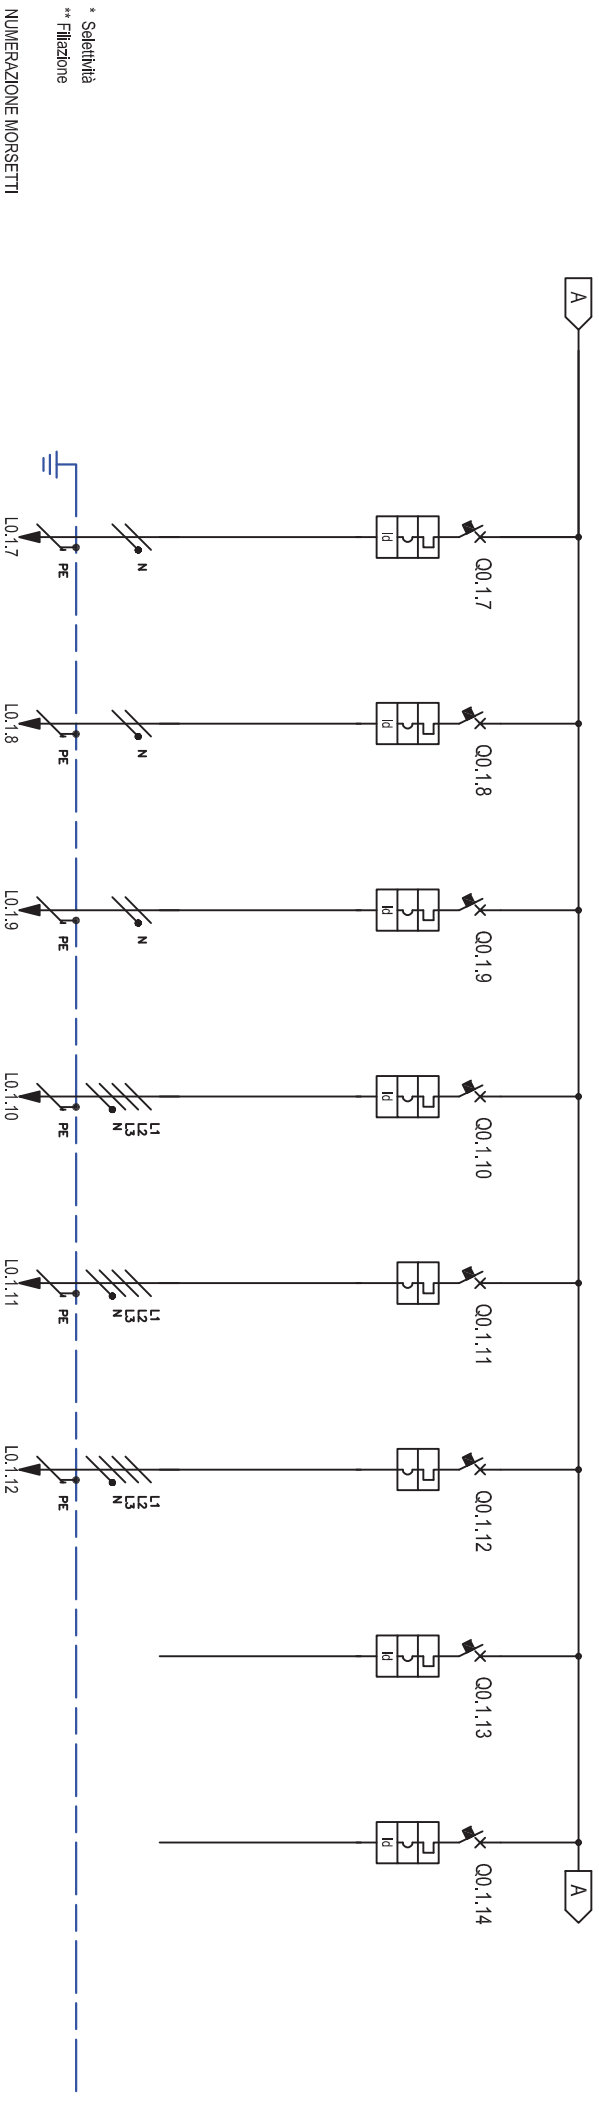 A
A
Q0.1.7
Q0.1.8
Q0.1.9
Q0.1.10
Q0.1.11
Q0.1.12
Q0.1.13
Q0.1.14
Id
Id
Id
Id
Id
Id
N
N
N
L1
L2
L3
N
L1
L2
L3
N
L1
L2
L3
N
* Selettività
** Filiazione
PE
PE
PE
PE
PE
PE
NUMERAZIONE MORSETTI
L0.1.7
L0.1.8
L0.1.9
L0.1.10
L0.1.11
L0.1.12